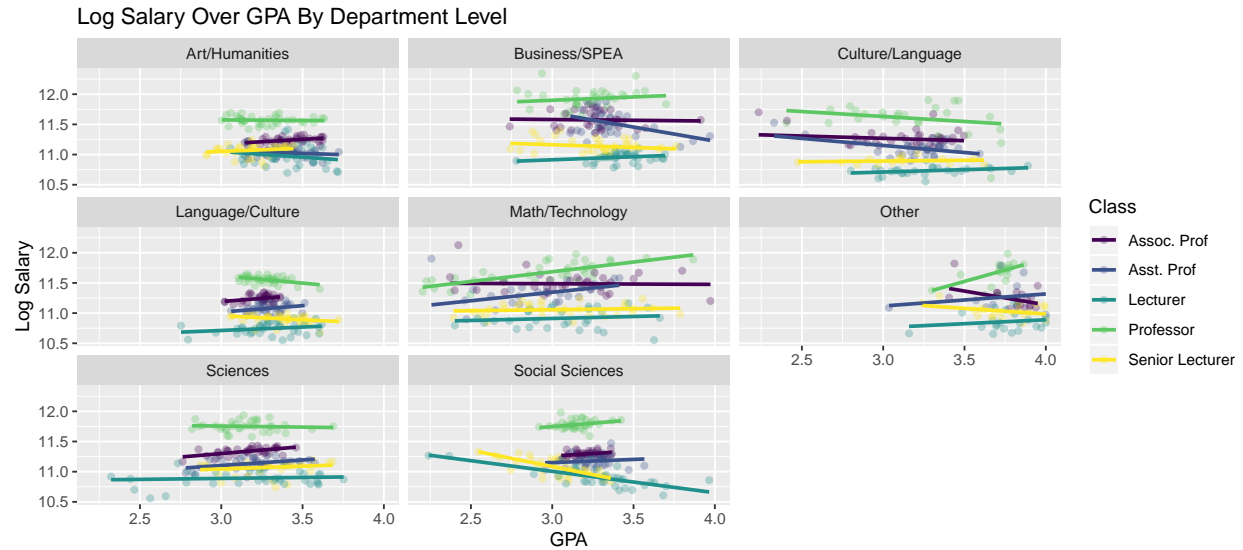 Log Salary Over GPA By Department Level
Art/Humanities
Business/SPEA
Culture/Language
12.0
11.5
11.0
10.5
Language/Culture
Math/Technology
Other
12.0
11.5
11.0
10.5
2.5 3.0 3.5 4.0
Sciences
Social Sciences
12.0
11.5
11.0
10.5
2.5 3.0 3.5 4.0
2.5 3.0 3.5 4.0
Log Salary
GPA
Class
Assoc. Prof
Asst. Prof
Lecturer
Professor
Senior Lecturer